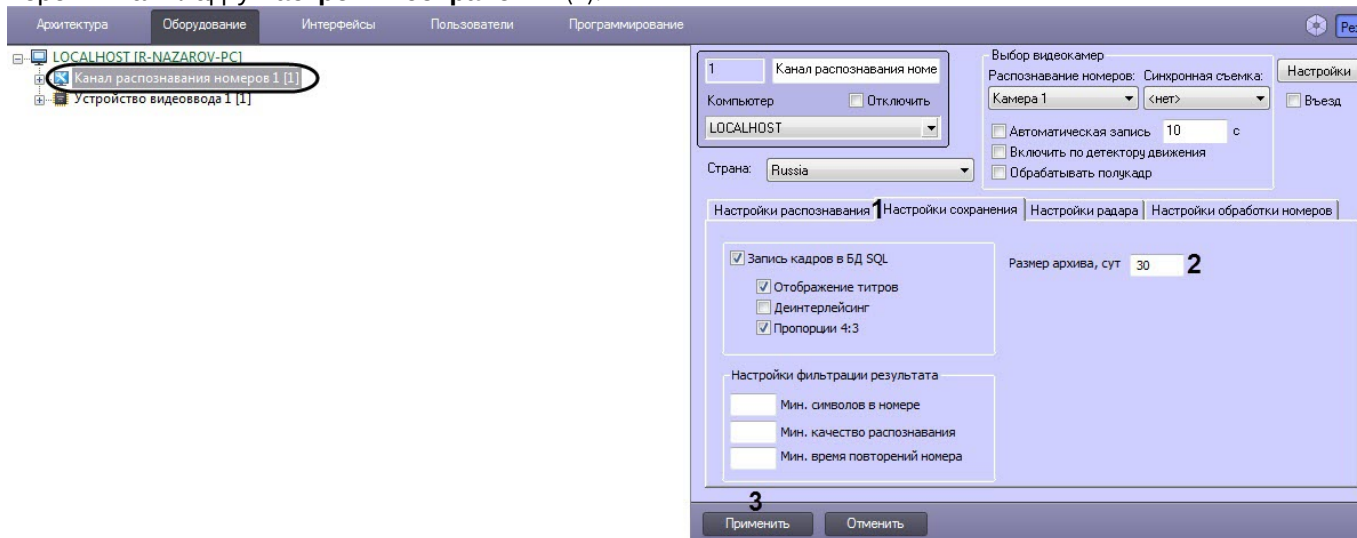 Архитектура Оборудование Интерфейсы Пользователи Программирование
LOCALHOST [R-NAZAROV-PC]
Канал распознавания номеров 1 [1]
Устройство видеоввода 1 [1]
1 Канал распознавания номе
Компьютер Отключить
LOCALHOST
Страна: Russia
Выбор видеокамер
Распознавание номеров: Синхронная съемка:
Камера 1 <нет>
Настройки
Въезд
Автоматическая запись 10 с
Включить по детектору движения
Обрабатывать полукадр
Настройки распознавания 1 Настройки сохранения Настройки радара Настройки обработки номеров
Запись кадров в БД SQL
Отображение титров
Деинтерлейсинг
Пропорции 4:3
Размер архива, сут 30 2
Настройки фильтрации результата
Мин. символов в номере
Мин. качество распознавания
Мин. время повторений номера
3
Применить Отменить